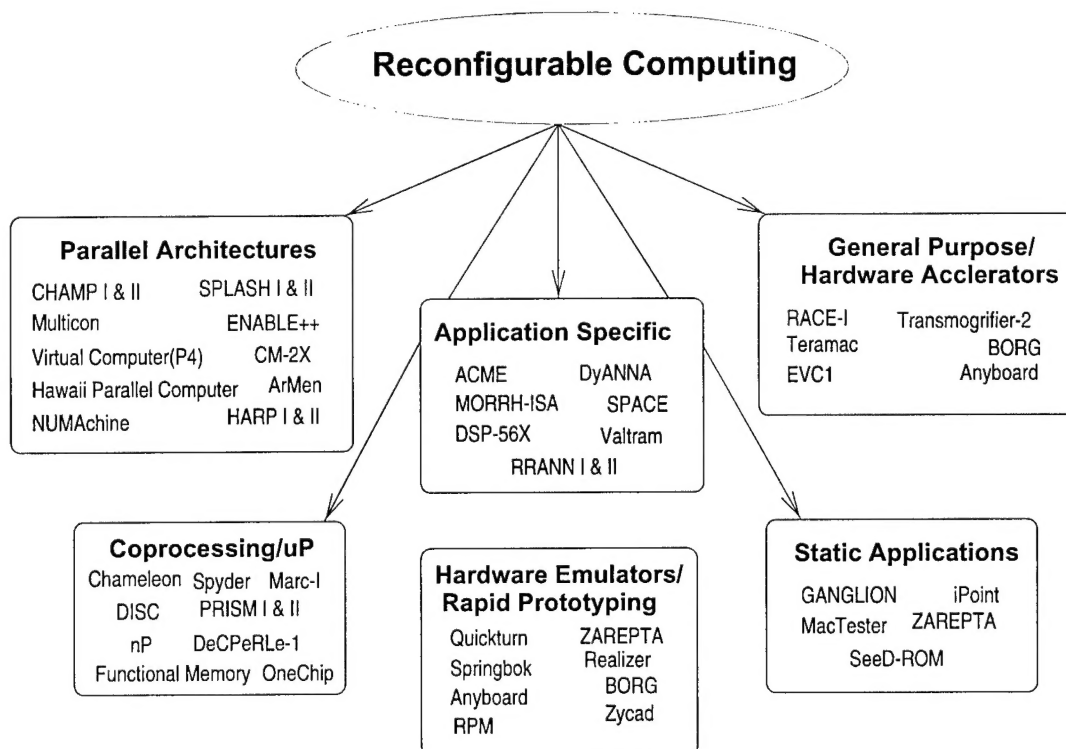 Reconfigurable Computing
Parallel Architectures
CHAMP I & II SPLASH I & II
Multicon ENABLE++
Virtual Computer(P4) CM-2X
Hawaii Parallel Computer ArMen
NUMAchine HARP I & II
Application Specific
ACME DyANNA
MORRH-ISA SPACE
DSP-56X Valtram
RRANN I & II
General Purpose/
Hardware Acclerators
RACE-I Transmogrifier-2
Teramac BORG
EVC1 Anyboard
Coprocessing/uP
Chameleon Spyder Marc-I
DISC PRISM I & II
nP DeCPeRLe-1
Functional Memory OneChip
Hardware Emulators/
Rapid Prototyping
Quickturn ZAREPTA
Springbok Realizer
Anyboard BORG
RPM Zycad
Static Applications
GANGLION iPoint
MacTester ZAREPTA
SeeD-ROM